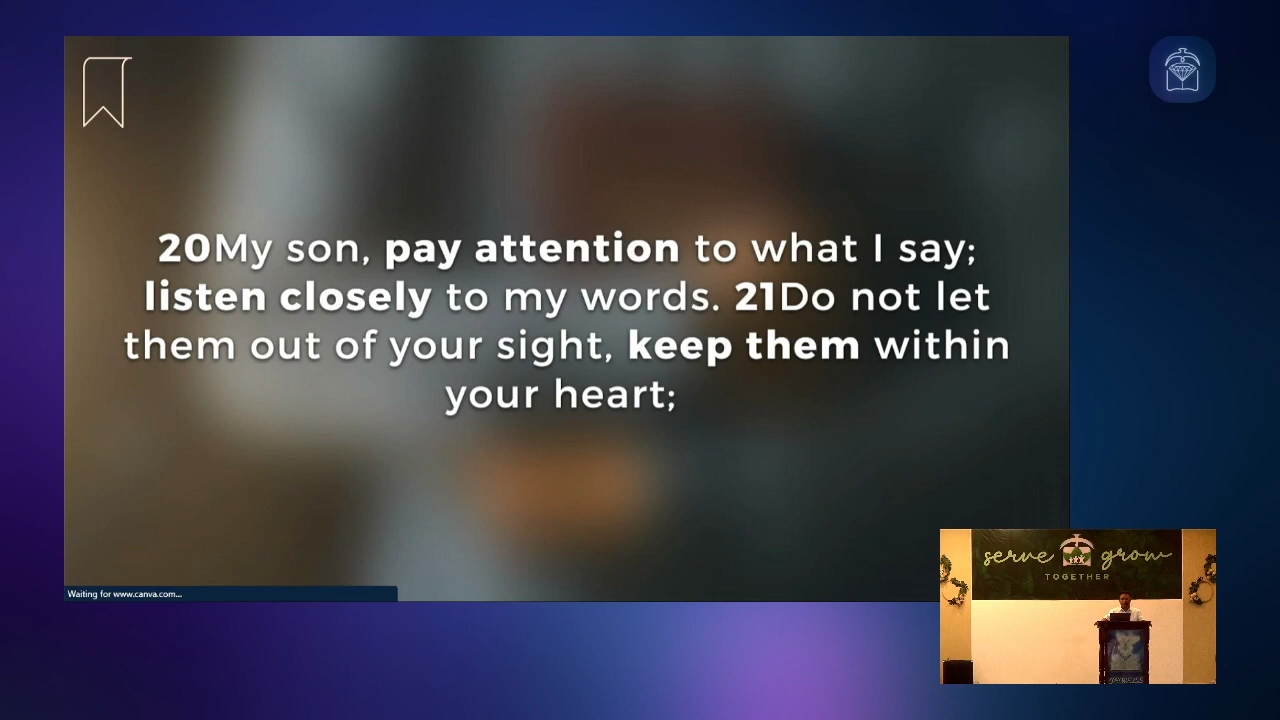 20My son, pay attention to what I say;
listen closely to my words. 21Do not let
them out of your sight, keep them within
your heart;
Waiting for www.canva.com...
serve grow
TOGETHER